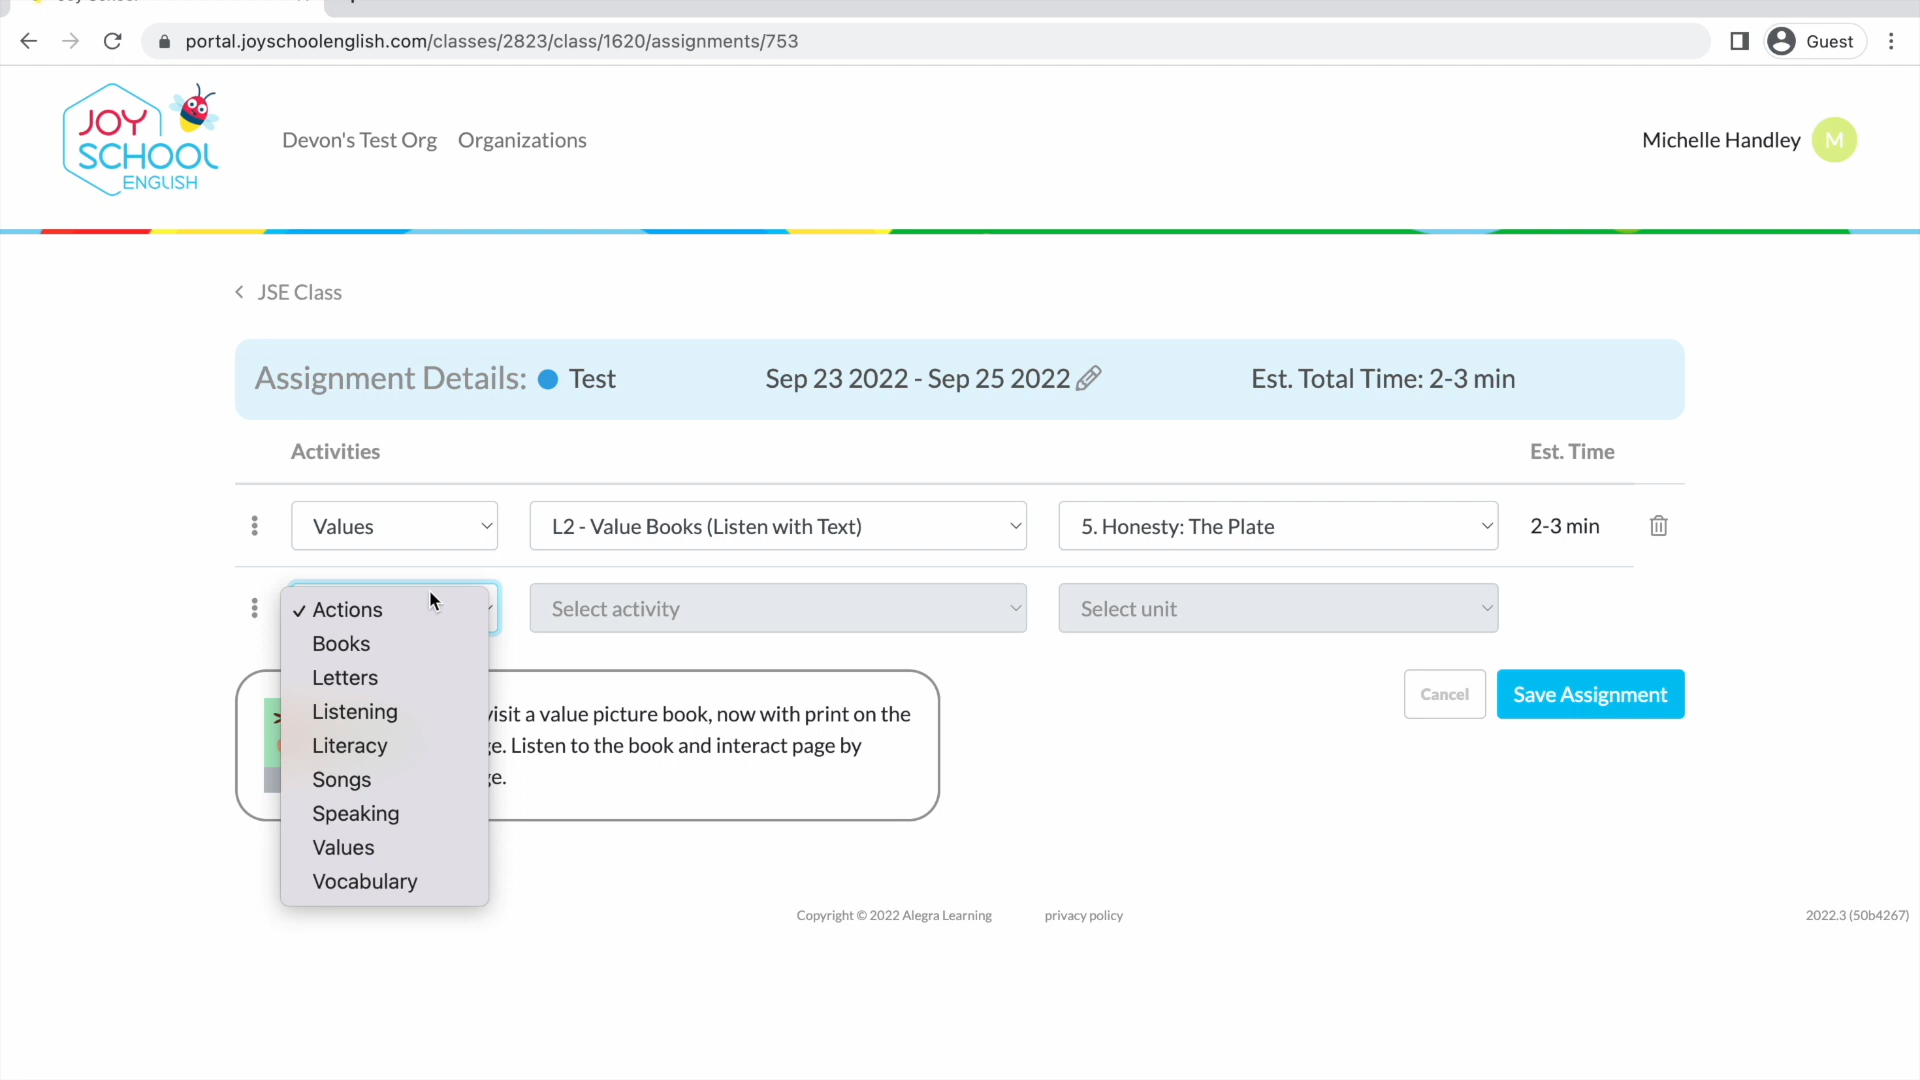 portal.joyschoolenglish.com/classes/2823/class/1620/assignments/753
Guest
JOY
SCHOOL
ENGLISH
Devon's Test Org
Organizations
Michelle Handley
M
JSE Class
Assignment Details:
Test
Sep 23 2022 - Sep 25 2022
Est. Total Time: 2-3 min
Activities
Est. Time
Values
L2 - Value Books (Listen with Text)
5. Honesty: The Plate
2-3 min
✓ Actions
Books
Letters
Listening
Literacy
Songs
Speaking
Values
Vocabulary
Select activity
Select unit
visit a value picture book, now with print on the
ge. Listen to the book and interact page by
ge.
Cancel
Save Assignment
Copyright © 2022 Alegra Learning
privacy policy
2022.3 (50b4267)